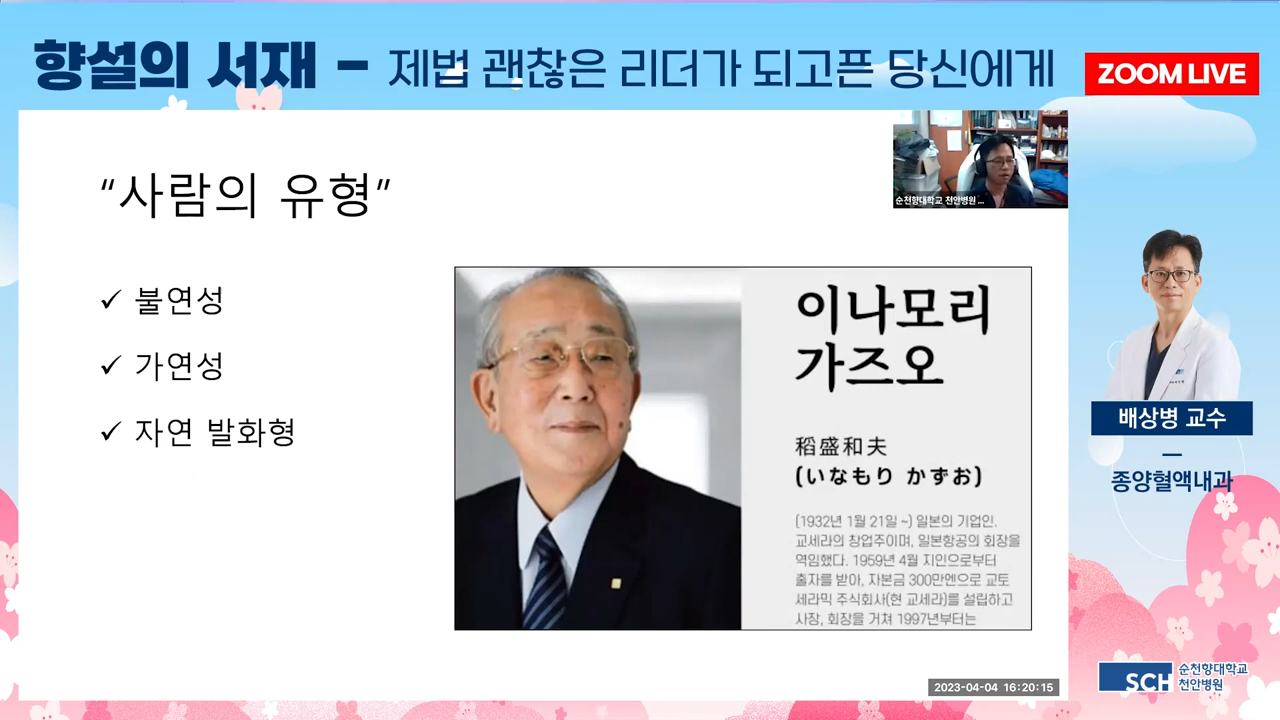 향설의 서재 - 제법 괜찮은 리더가 되고픈 당신에게
ZOOM LIVE
“사람의 유형”
순천향대학교 천안병원 ...
✓ 불연성
✓ 가연성
✓ 자연 발화형
이나모리
가즈오
稻盛和夫
(いなもり かずお)
(1932년 1월 21일 ~) 일본의 기업인.
교세라의 창업주이며, 일본항공의 회장을
역임했다. 1959년 4월 지인으로부터
출자를 받아, 자본금 300만엔으로 교토
세라믹 주식회사(현 교세라)를 설립하고
사장, 회장을 거쳐 1997년부터는
배상병 교수
종양혈액내과
2023-04-04 16:20:15
SCH 순천향대학교
천안병원